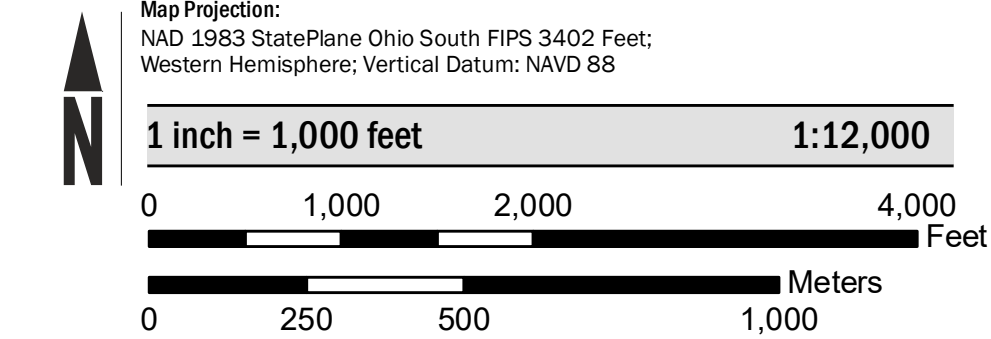 Map Projection:
NAD 1983 StatePlane Ohio South FIPS 3402 Feet;
Western Hemisphere; Vertical Datum: NAVD 88
N
1 inch = 1,000 feet 1:12,000
0 1,000 2,000 4,000
Feet
Meters
0 250 500 1,000